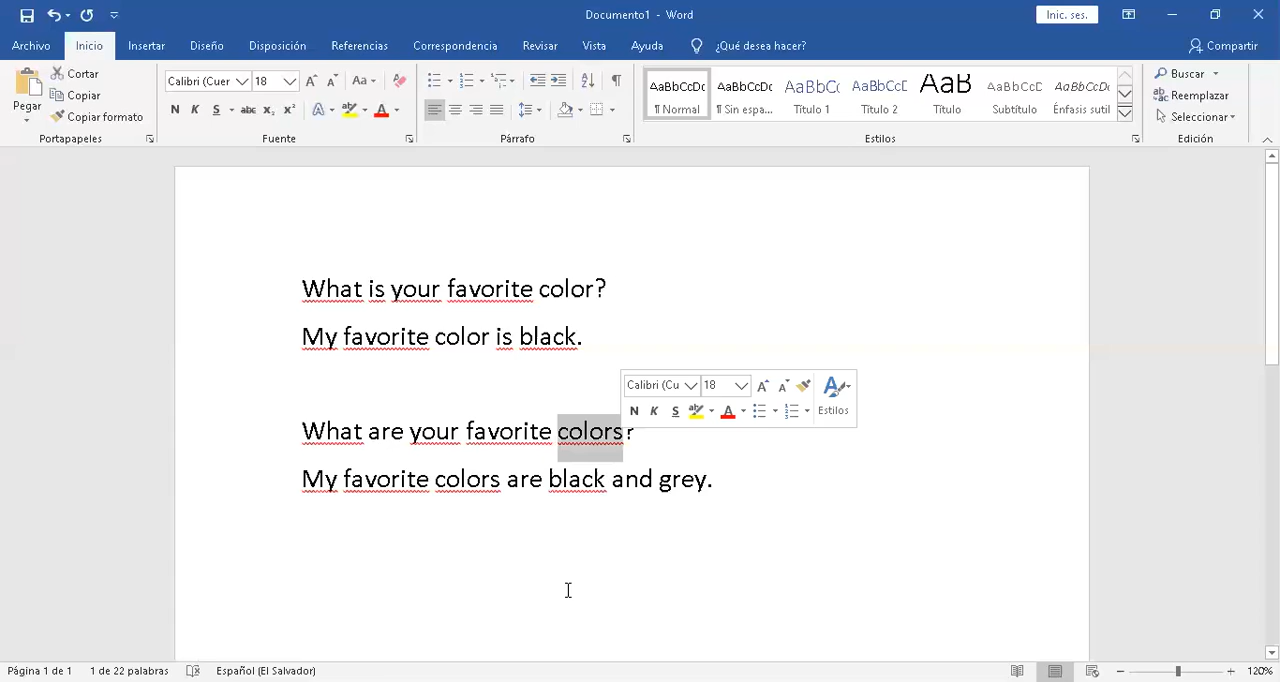 Documento1 - Word
Inic. ses.
Archivo Inicio Insertar Diseño Disposición Referencias Correspondencia Revisar Vista Ayuda ¿Qué desea hacer? Compartir
Pegar
Cortar
Copiar
Copiar formato
Portapapeles
Calibri (Cuer 18
Aa
N K S abc x₂ x²
A A
Fuente
Párrafo
AaBbCcDc AaBbCcDc AaBbCc AaBbCcD AaB AaBbCcD AaBbCcDc
¶ Normal ¶ Sin espa... Título 1 Título 2 Título Subtítulo Énfasis sutil
Estilos
Buscar
Reemplazar
Seleccionar
Edición
What is your favorite color?
My favorite color is black.
Calibri (Cu 18
N K S
Estilos
What are your favorite colors?
My favorite colors are black and grey.
Página 1 de 1 1 de 22 palabras Español (El Salvador) 120%